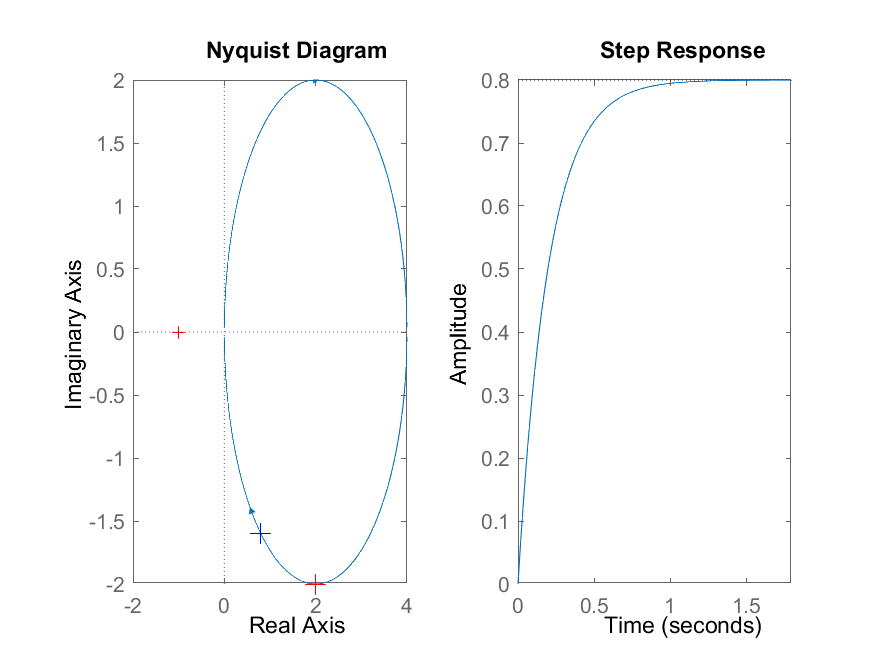 Nyquist Diagram
2
1.5
1
0.5
0
-0.5
-1
-1.5
-2
-2 0 2 4
Real Axis
Imaginary Axis
Step Response
0.8
0.7
0.6
0.5
0.4
0.3
0.2
0.1
0
0 0.5 1 1.5
Time (seconds)
Amplitude